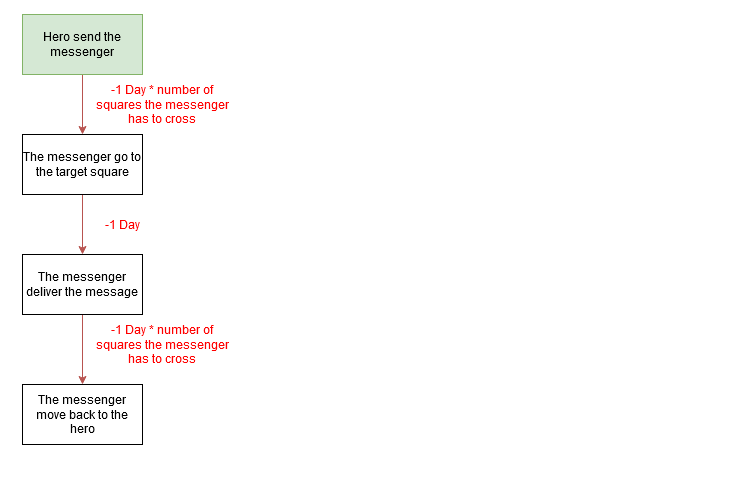 Hero send the
messenger
-1 Day * number of
squares the messenger
has to cross
The messenger go to
the target square
-1 Day
The messenger
deliver the message
-1 Day * number of
squares the messenger
has to cross
The messenger
move back to the
hero